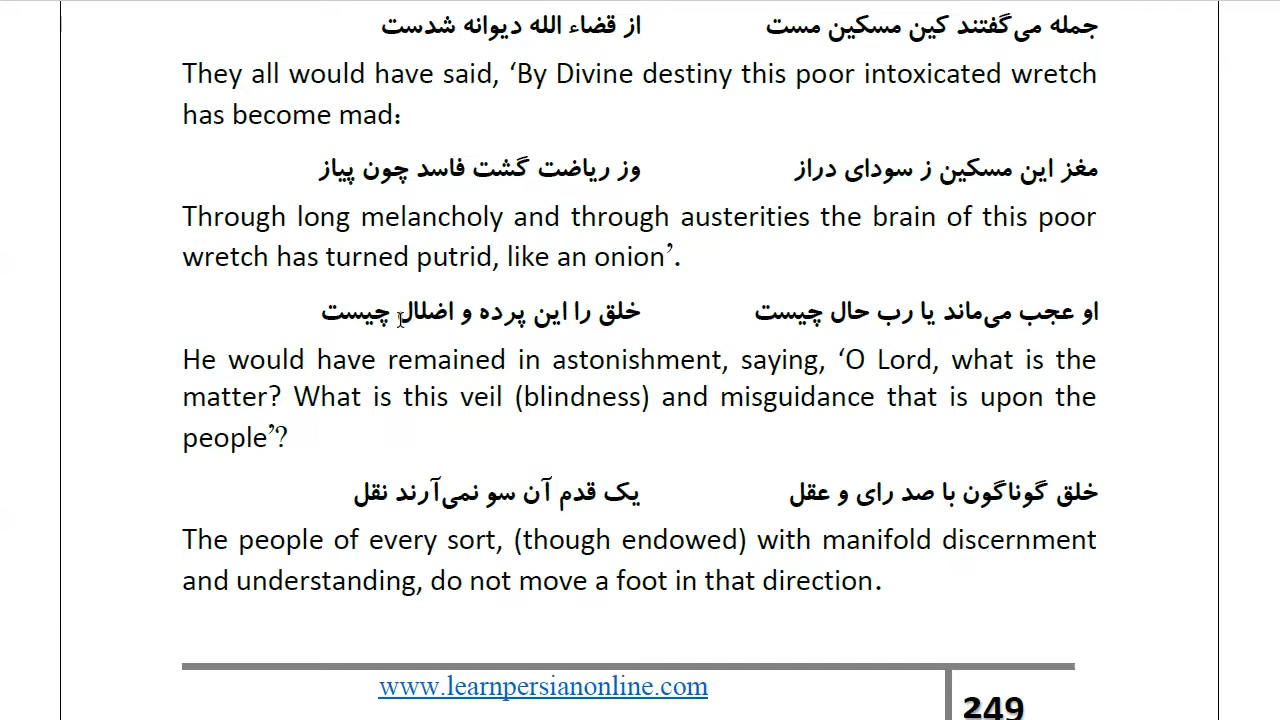 جمله می‌گفتند کین مسکین مست از قضاء الله دیوانه شدست
They all would have said, ‘By Divine destiny this poor intoxicated wretch
has become mad:
مغز این مسکین ز سودای دراز وز ریاضت گشت فاسد چون پیاز
Through long melancholy and through austerities the brain of this poor
wretch has turned putrid, like an onion’.
او عجب می‌ماند یا رب حال چیست خلق را این پرده و اضلال چیست
He would have remained in astonishment, saying, ‘O Lord, what is the
matter? What is this veil (blindness) and misguidance that is upon the
people’?
خلق گوناگون با صد رای و عقل یک قدم آن سو نمی‌آرند نقل
The people of every sort, (though endowed) with manifold discernment
and understanding, do not move a foot in that direction.
www.learnpersianonline.com 249